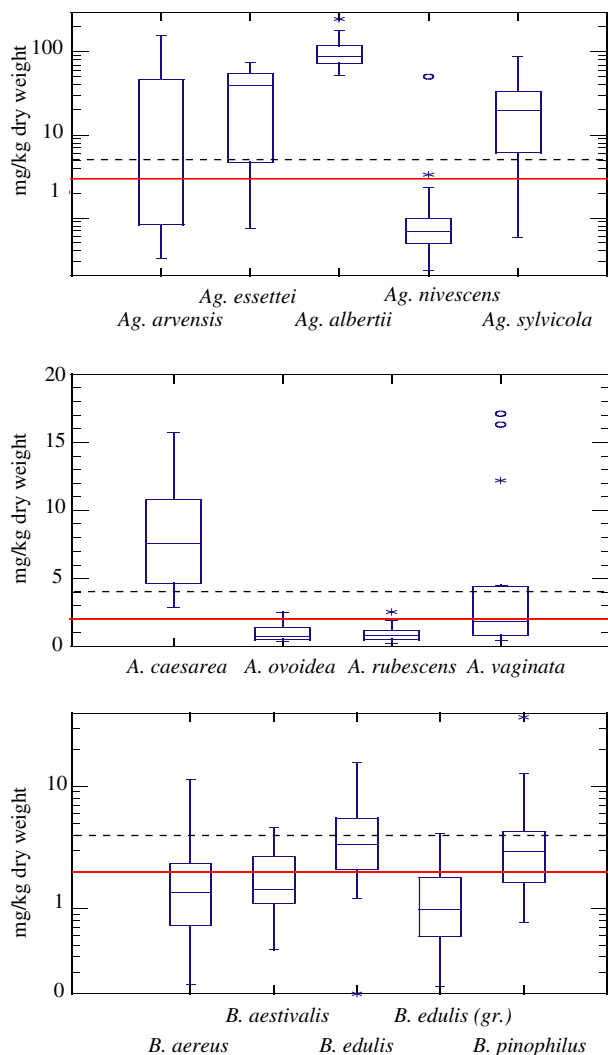 mg/kg dry weight
100
10
1
Ag. essettei
Ag. nivescens
Ag. arvensis
Ag. albertii
Ag. sylvicola
mg/kg dry weight
20
15
10
5
0
A. caesarea A. ovoidea A. rubescens A. vaginata
mg/kg dry weight
10
1
0
B. aestivalis
B. edulis (gr.)
B. aereus
B. edulis
B. pinophilus